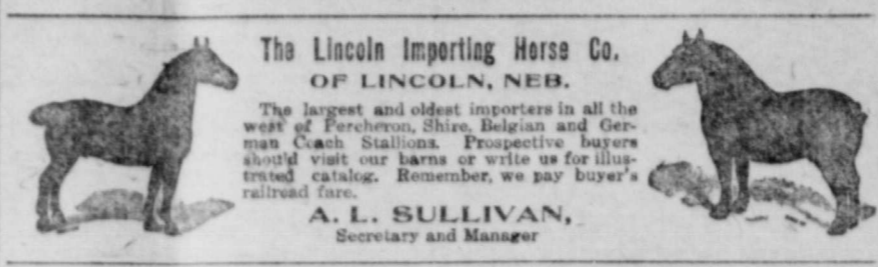 The Lincoln Importing Horse Co.
OF LINCOLN, NEB.
The largest and oldest importers in all the
west of Percheron, Shire, Belgian and Ger-
man Coach Stallions. Prospective buyers
should visit our barns or write us for illus-
trated catalog. Remember, we pay buyer's
railroad fare.
A. L. SULLIVAN,
Secretary and Manager